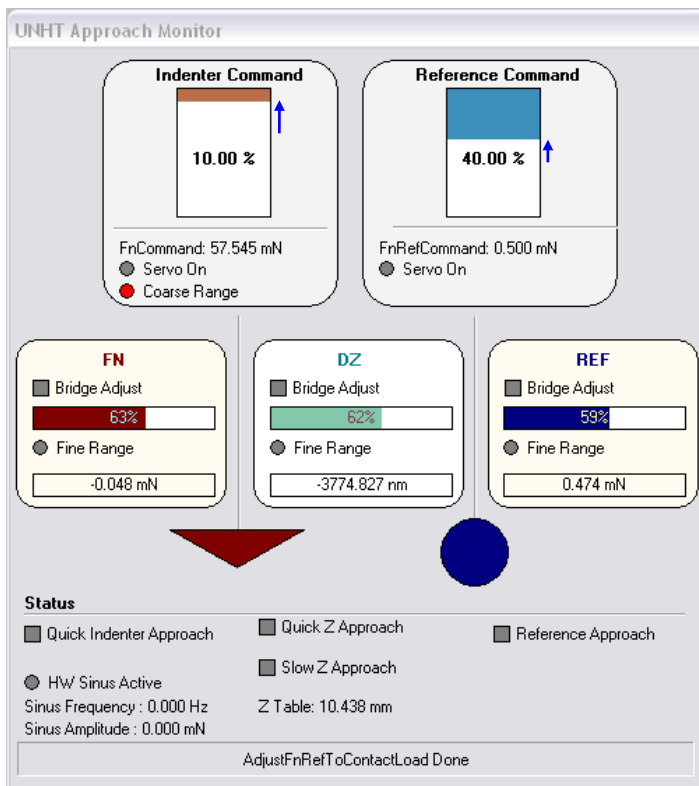 UNHT Approach Monitor
Indenter Command
Reference Command
10.00 %
40.00 %
FnCommand: 57.545 mN
FnRefCommand: 0.500 mN
Servo On
Servo On
Coarse Range
FN
DZ
REF
Bridge Adjust
Bridge Adjust
Bridge Adjust
63%
62%
59%
Fine Range
Fine Range
Fine Range
-0.048 mN
-3774.827 nm
0.474 mN
Status
Quick Indenter Approach
Quick Z Approach
Reference Approach
Slow Z Approach
HW Sinus Active
Sinus Frequency : 0.000 Hz
Z Table: 10.438 mm
Sinus Amplitude : 0.000 mN
AdjustFnRefToContactLoad Done